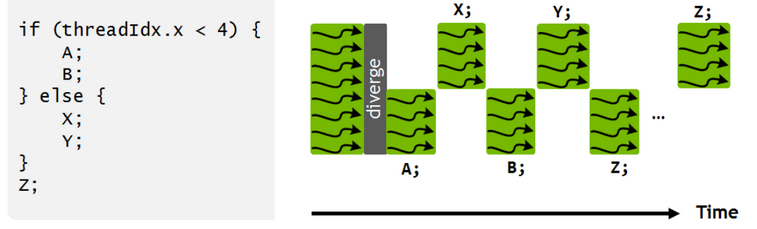 if (threadIdx.x < 4) {
    A;
    B;
} else {
    X;
    Y;
}
Z;
diverge
X;
Y;
Z;
A;
B;
Z;
...
Time